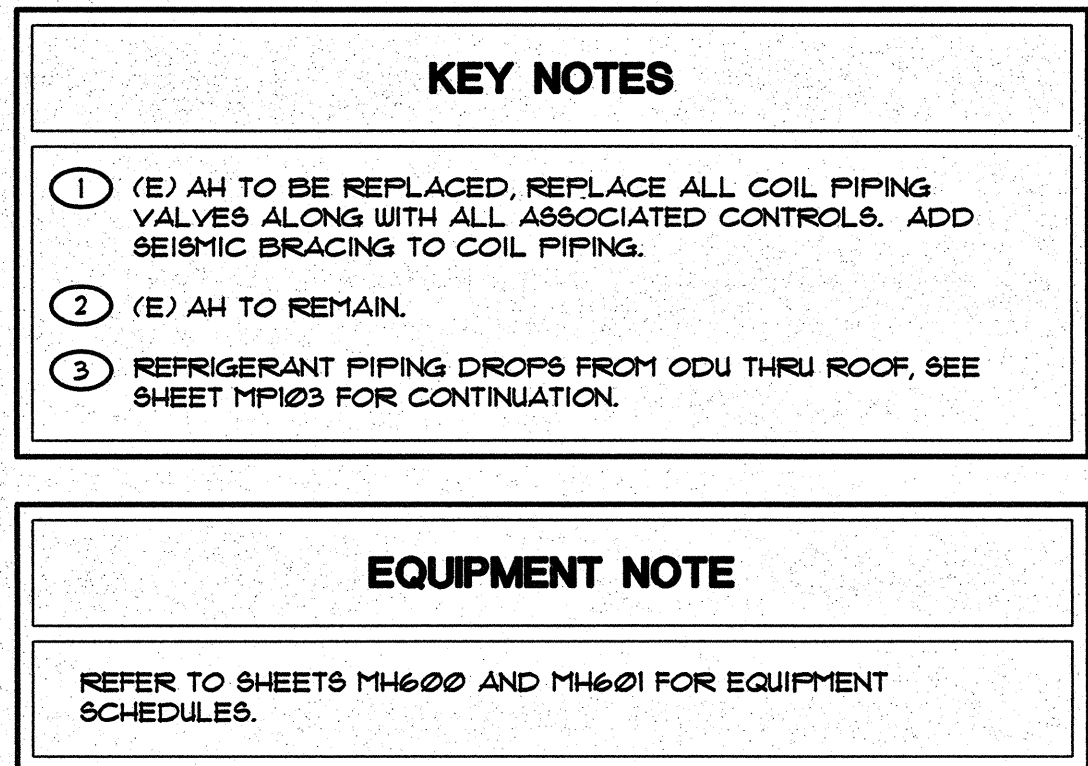 KEY NOTES
1 (E) AH TO BE REPLACED, REPLACE ALL COIL PIPING
VALVES ALONG WITH ALL ASSOCIATED CONTROLS. ADD
SEISMIC BRACING TO COIL PIPING.
2 (E) AH TO REMAIN.
3 REFRIGERANT PIPING DROPS FROM ODU THRU ROOF, SEE
SHEET MP103 FOR CONTINUATION.
EQUIPMENT NOTE
REFER TO SHEETS MH600 AND MH601 FOR EQUIPMENT
SCHEDULES.